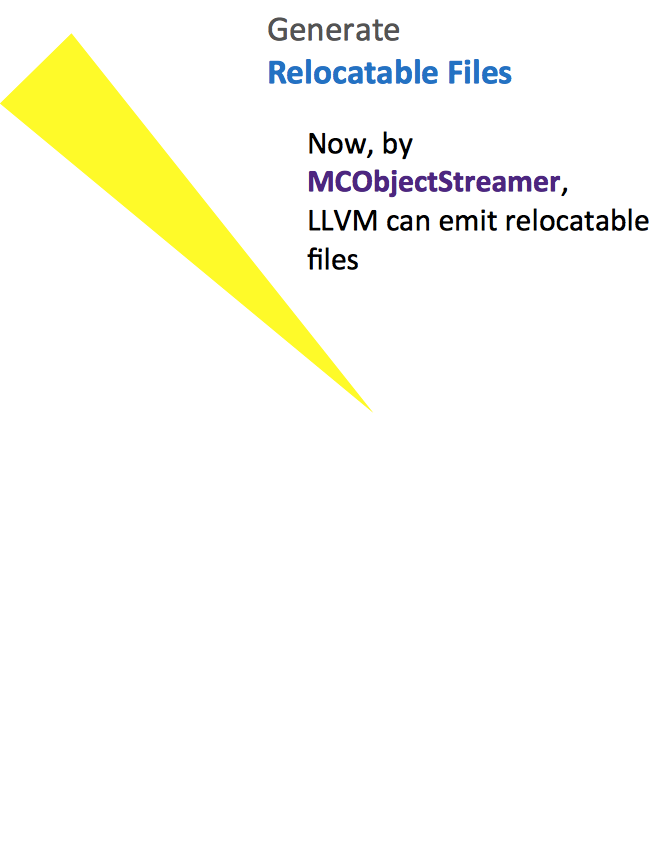 Generate
Relocatable Files
Now, by
MCObjectStreamer,
LLVM can emit relocatable
files